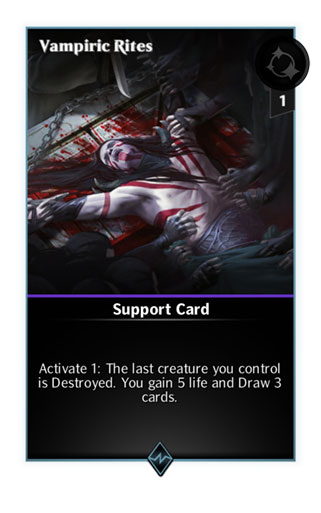 Vampiric Rites
1
Support Card
Activate 1: The last creature you control
is Destroyed. You gain 5 life and Draw 3
cards.